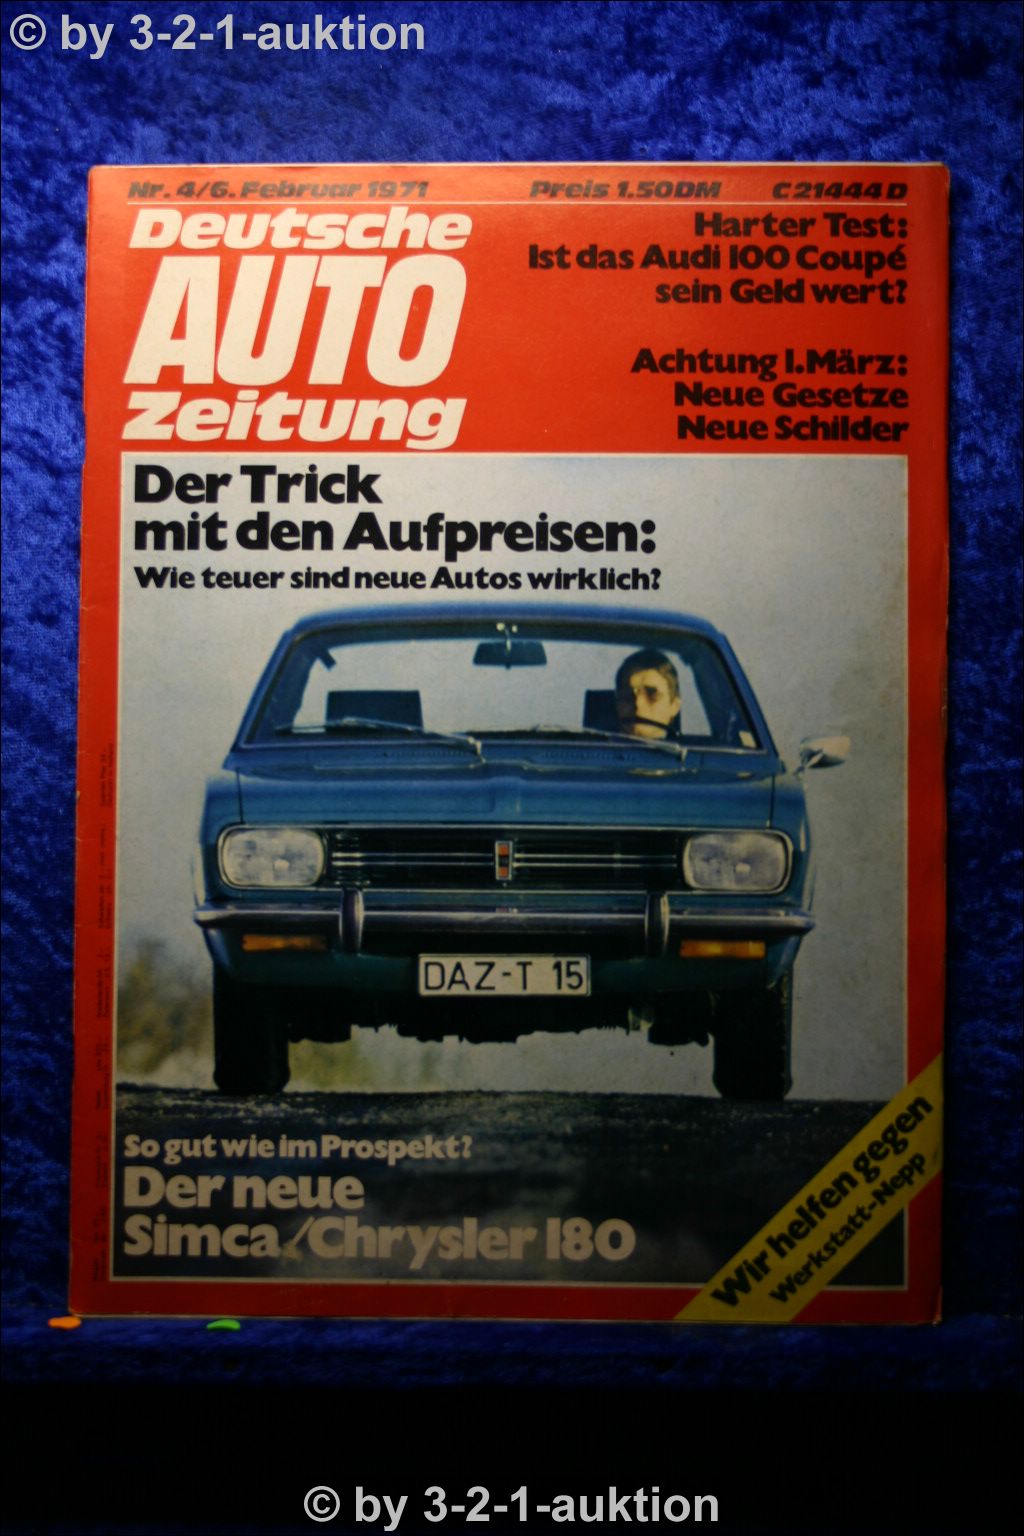 © by 3-2-1-auktion
Nr. 4/6. Februar 1971 Preis 1.50DM C 21444 D
Deutsche
AUTO
Zeitung
Harter Test:
Ist das Audi 100 Coupé
sein Geld wert?
Achtung 1.März:
Neue Gesetze
Neue Schilder
Der Trick
mit den Aufpreisen:
Wie teuer sind neue Autos wirklich?
DAZ-T 15
So gut wie im Prospekt?
Der neue
Simca/Chrysler 180
Wir helfen gegen
Werkstatt-Nepp
© by 3-2-1-auktion